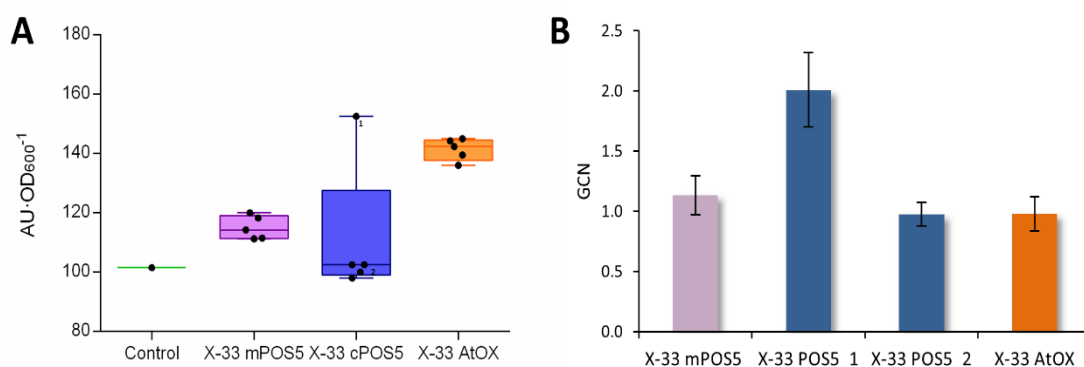 A
AU·OD600⁻¹
180
160
140
120
100
80
1
2
Control X-33 mPOS5 X-33 cPOS5 X-33 AtOX
B
GCN
2.5
2.0
1.5
1.0
0.5
0.0
X-33 mPOS5 X-33 POS5 1 X-33 POS5 2 X-33 AtOX